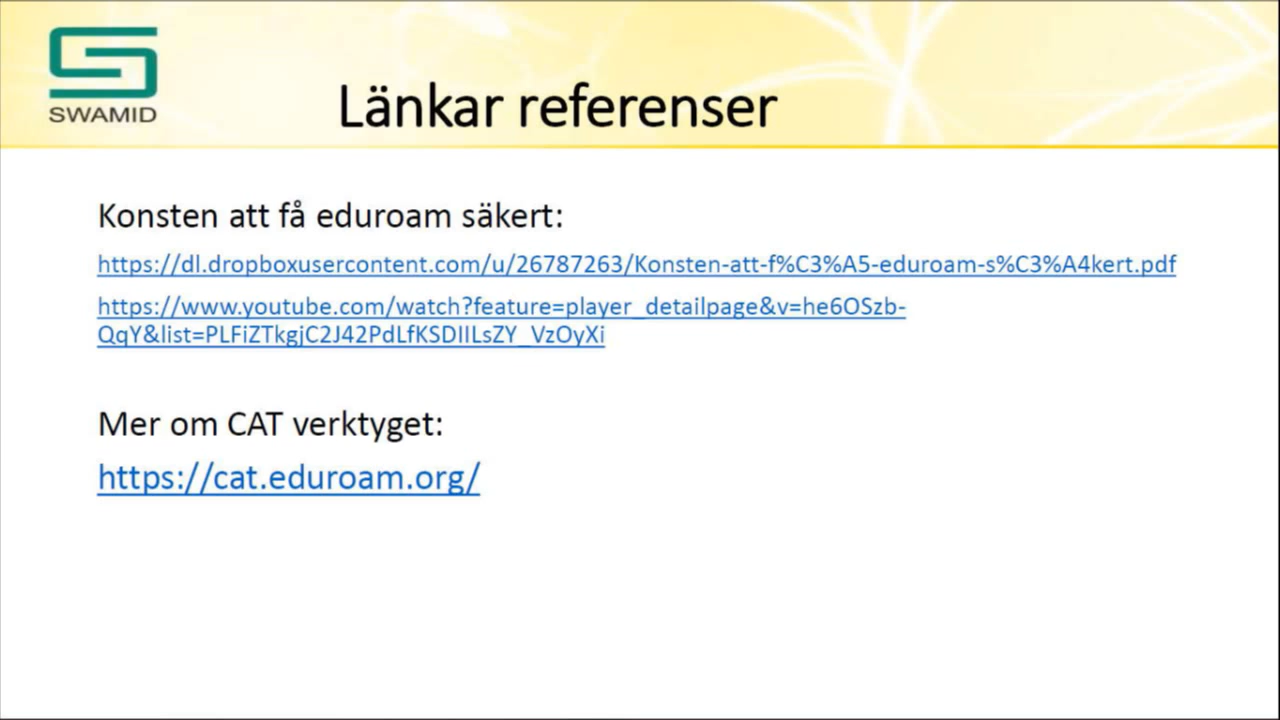 SWAMID
Länkar referenser
Konsten att få eduroam säkert:
https://dl.dropboxusercontent.com/u/26787263/Konsten-att-f%C3%A5-eduroam-s%C3%A4kert.pdf
https://www.youtube.com/watch?feature=player_detailpage&v=he6OSzb-
QqY&list=PLFiZTkgjC2J42PdLfKSDIILsZY_VzOyXi
Mer om CAT verktyget:
https://cat.eduroam.org/